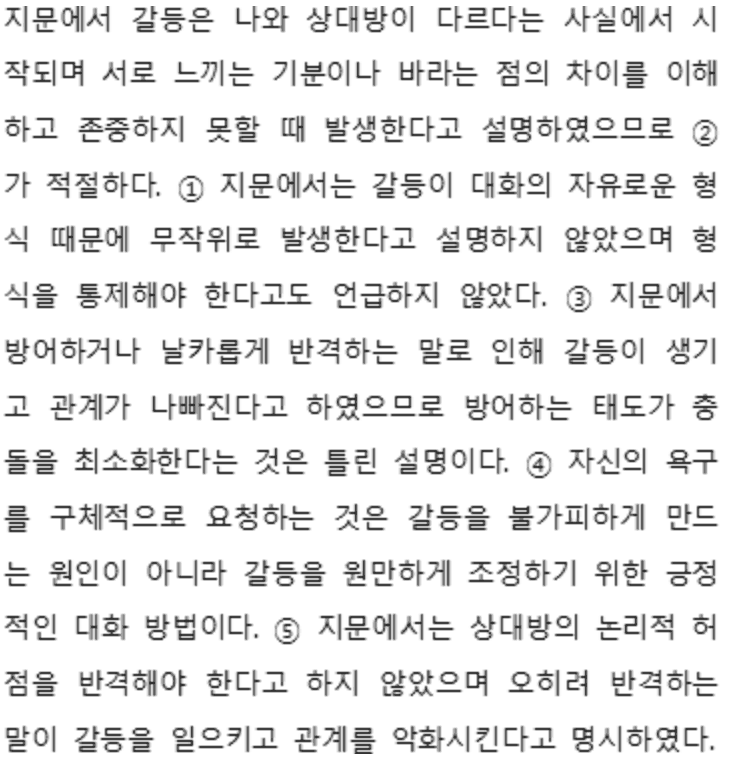 지문에서 갈등은 나와 상대방이 다르다는 사실에서 시
작되며 서로 느끼는 기분이나 바라는 점의 차이를 이해
하고 존중하지 못할 때 발생한다고 설명하였으므로 ②
가 적절하다. ① 지문에서는 갈등이 대화의 자유로운 형
식 때문에 무작위로 발생한다고 설명하지 않았으며 형
식을 통제해야 한다고도 언급하지 않았다. ③ 지문에서
방어하거나 날카롭게 반격하는 말로 인해 갈등이 생기
고 관계가 나빠진다고 하였으므로 방어하는 태도가 충
돌을 최소화한다는 것은 틀린 설명이다. ④ 자신의 욕구
를 구체적으로 요청하는 것은 갈등을 불가피하게 만드
는 원인이 아니라 갈등을 원만하게 조정하기 위한 긍정
적인 대화 방법이다. ⑤ 지문에서는 상대방의 논리적 허
점을 반격해야 한다고 하지 않았으며 오히려 반격하는
말이 갈등을 일으키고 관계를 악화시킨다고 명시하였다.